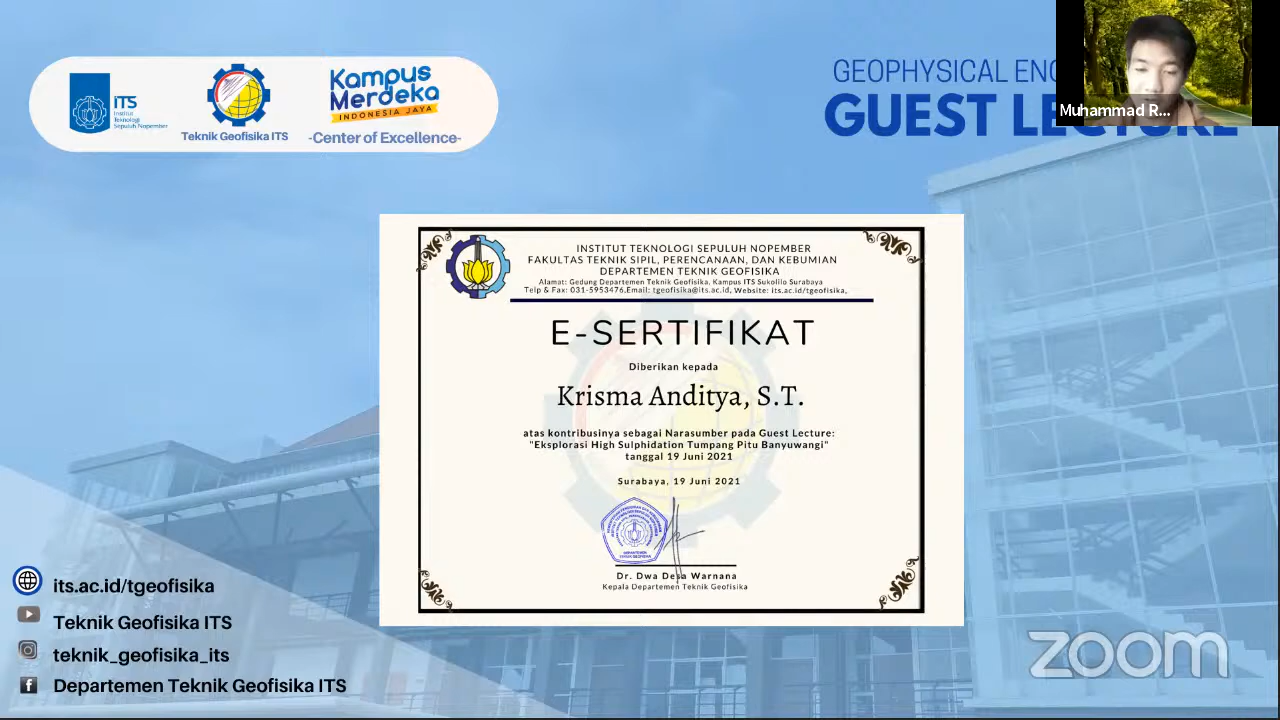 iTS
Institut
Teknologi
Sepuluh Nopember
Teknik Geofisika ITS
Kampus
Merdeka
INDONESIA JAYA
-Center of Excellence-
GEOPHYSICAL
GUEST LECTURE
Muhammad R...
INSTITUT TEKNOLOGI SEPULUH NOPEMBER
FAKULTAS TEKNIK SIPIL, PERENCANAAN, DAN KEBUMIAN
DEPARTEMEN TEKNIK GEOFISIKA
Alamat: Gedung Departemen Teknik Geofisika, Kampus ITS Sukolilo Surabaya
Telp & Fax: 031-5953476,Email: tgeofisika@its.ac.id, Website: its.ac.id/tgeofisika,
E-SERTIFIKAT
Diberikan kepada
Krisma Anditya, S.T.
atas kontribusinya sebagai Narasumber pada Guest Lecture:
"Eksplorasi High Sulphidation Tumpang Pitu Banyuwangi"
tanggal 19 Juni 2021
Surabaya, 19 Juni 2021
Dr. Dwa Desa Warnana
Kepala Departemen Teknik Geofisika
its.ac.id/tgeofisika
Teknik Geofisika ITS
teknik_geofisika_its
Departemen Teknik Geofisika ITS
zoom